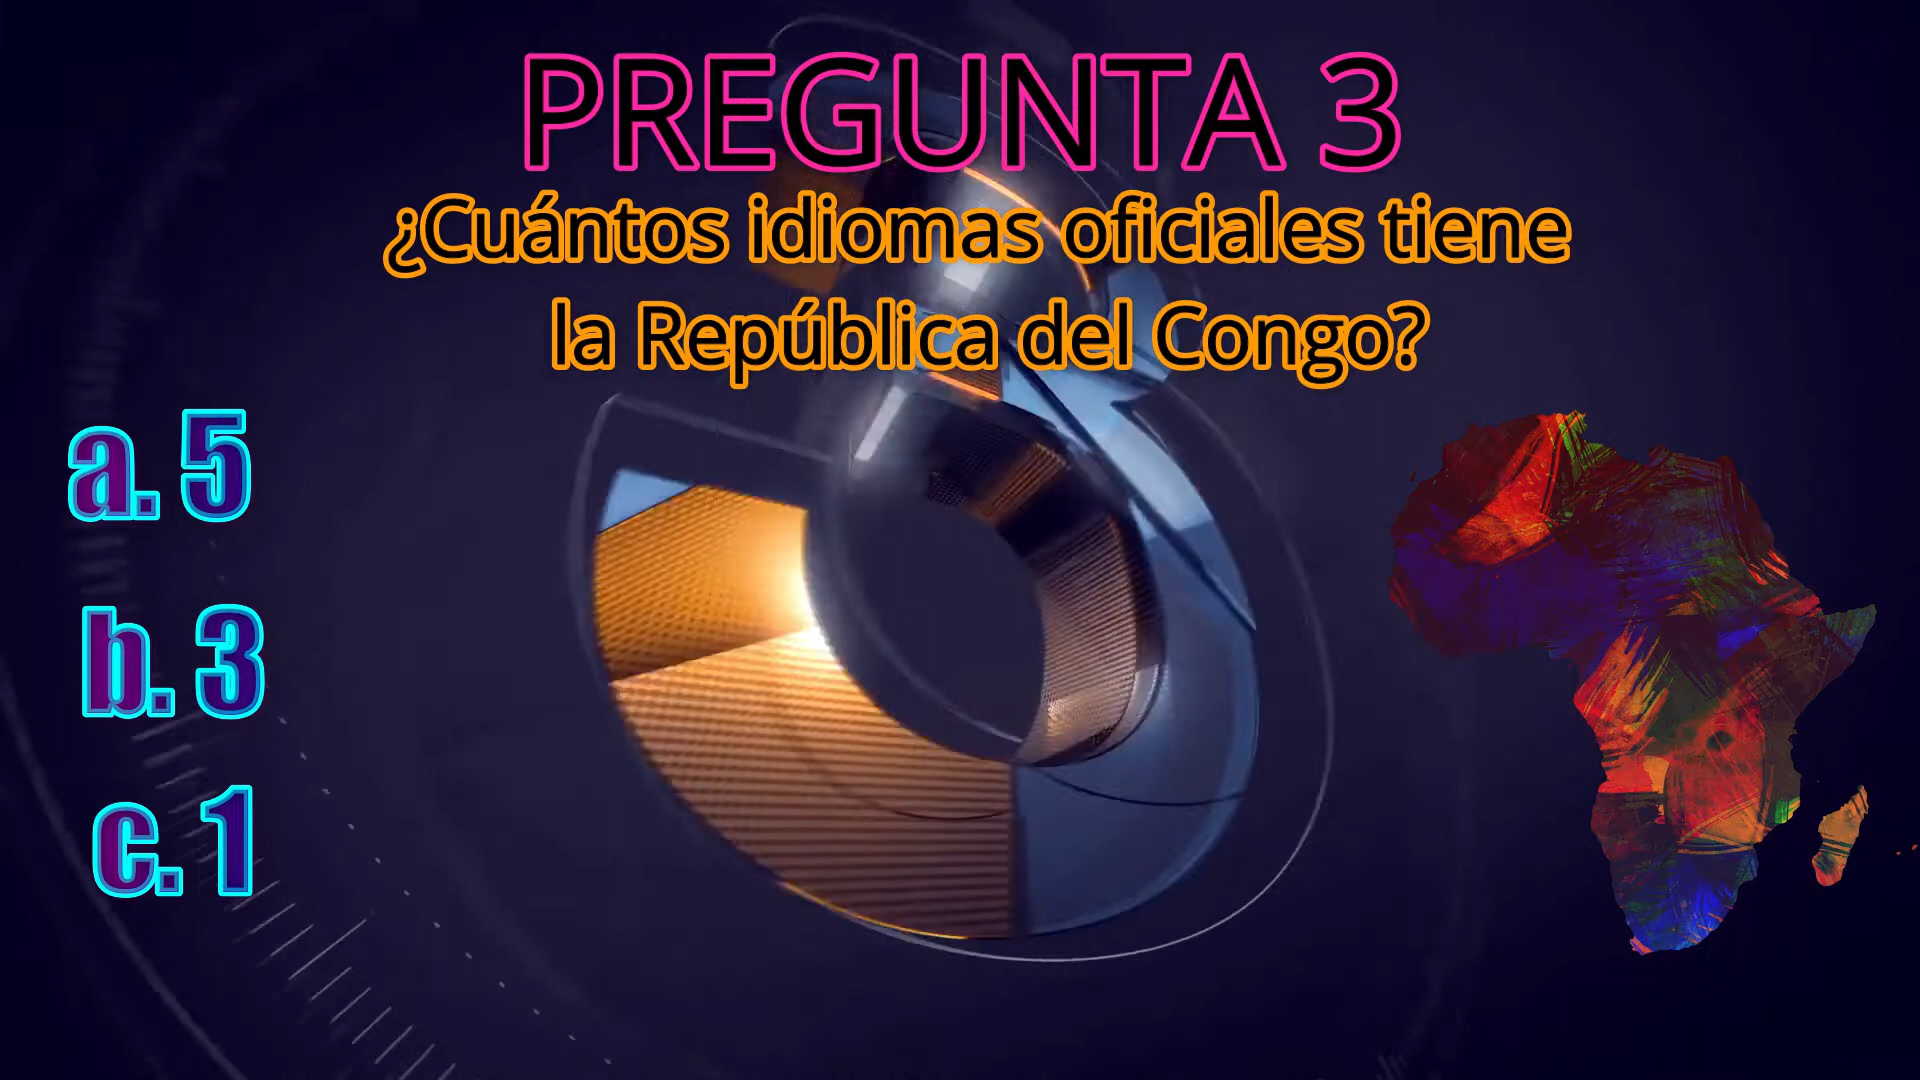 PREGUNTA 3
¿Cuántos idiomas oficiales tiene
la República del Congo?
a. 5
b. 3
c. 1